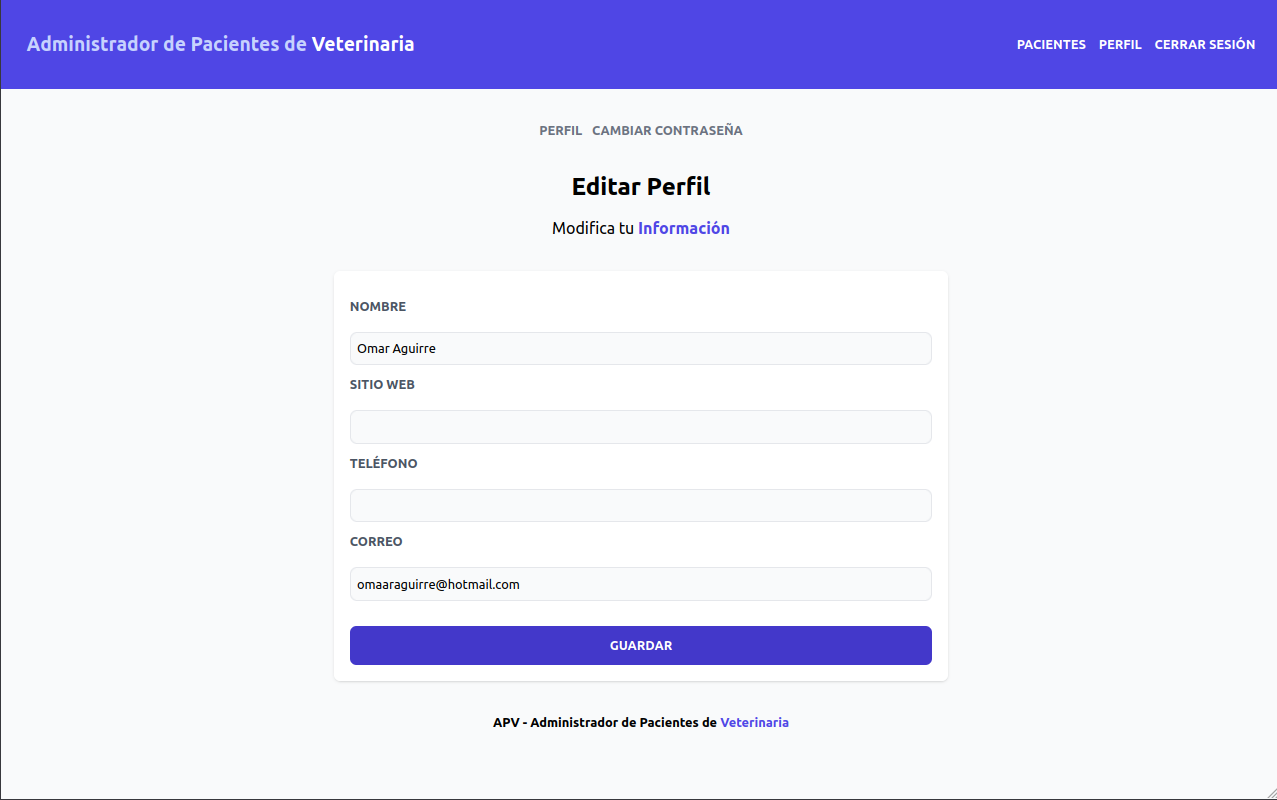 Administrador de Pacientes de Veterinaria
PACIENTES PERFIL CERRAR SESIÓN
PERFIL CAMBIAR CONTRASEÑA
Editar Perfil
Modifica tu Información
NOMBRE
Omar Aguirre
SITIO WEB
TELÉFONO
CORREO
omaaraguirre@hotmail.com
GUARDAR
APV - Administrador de Pacientes de Veterinaria